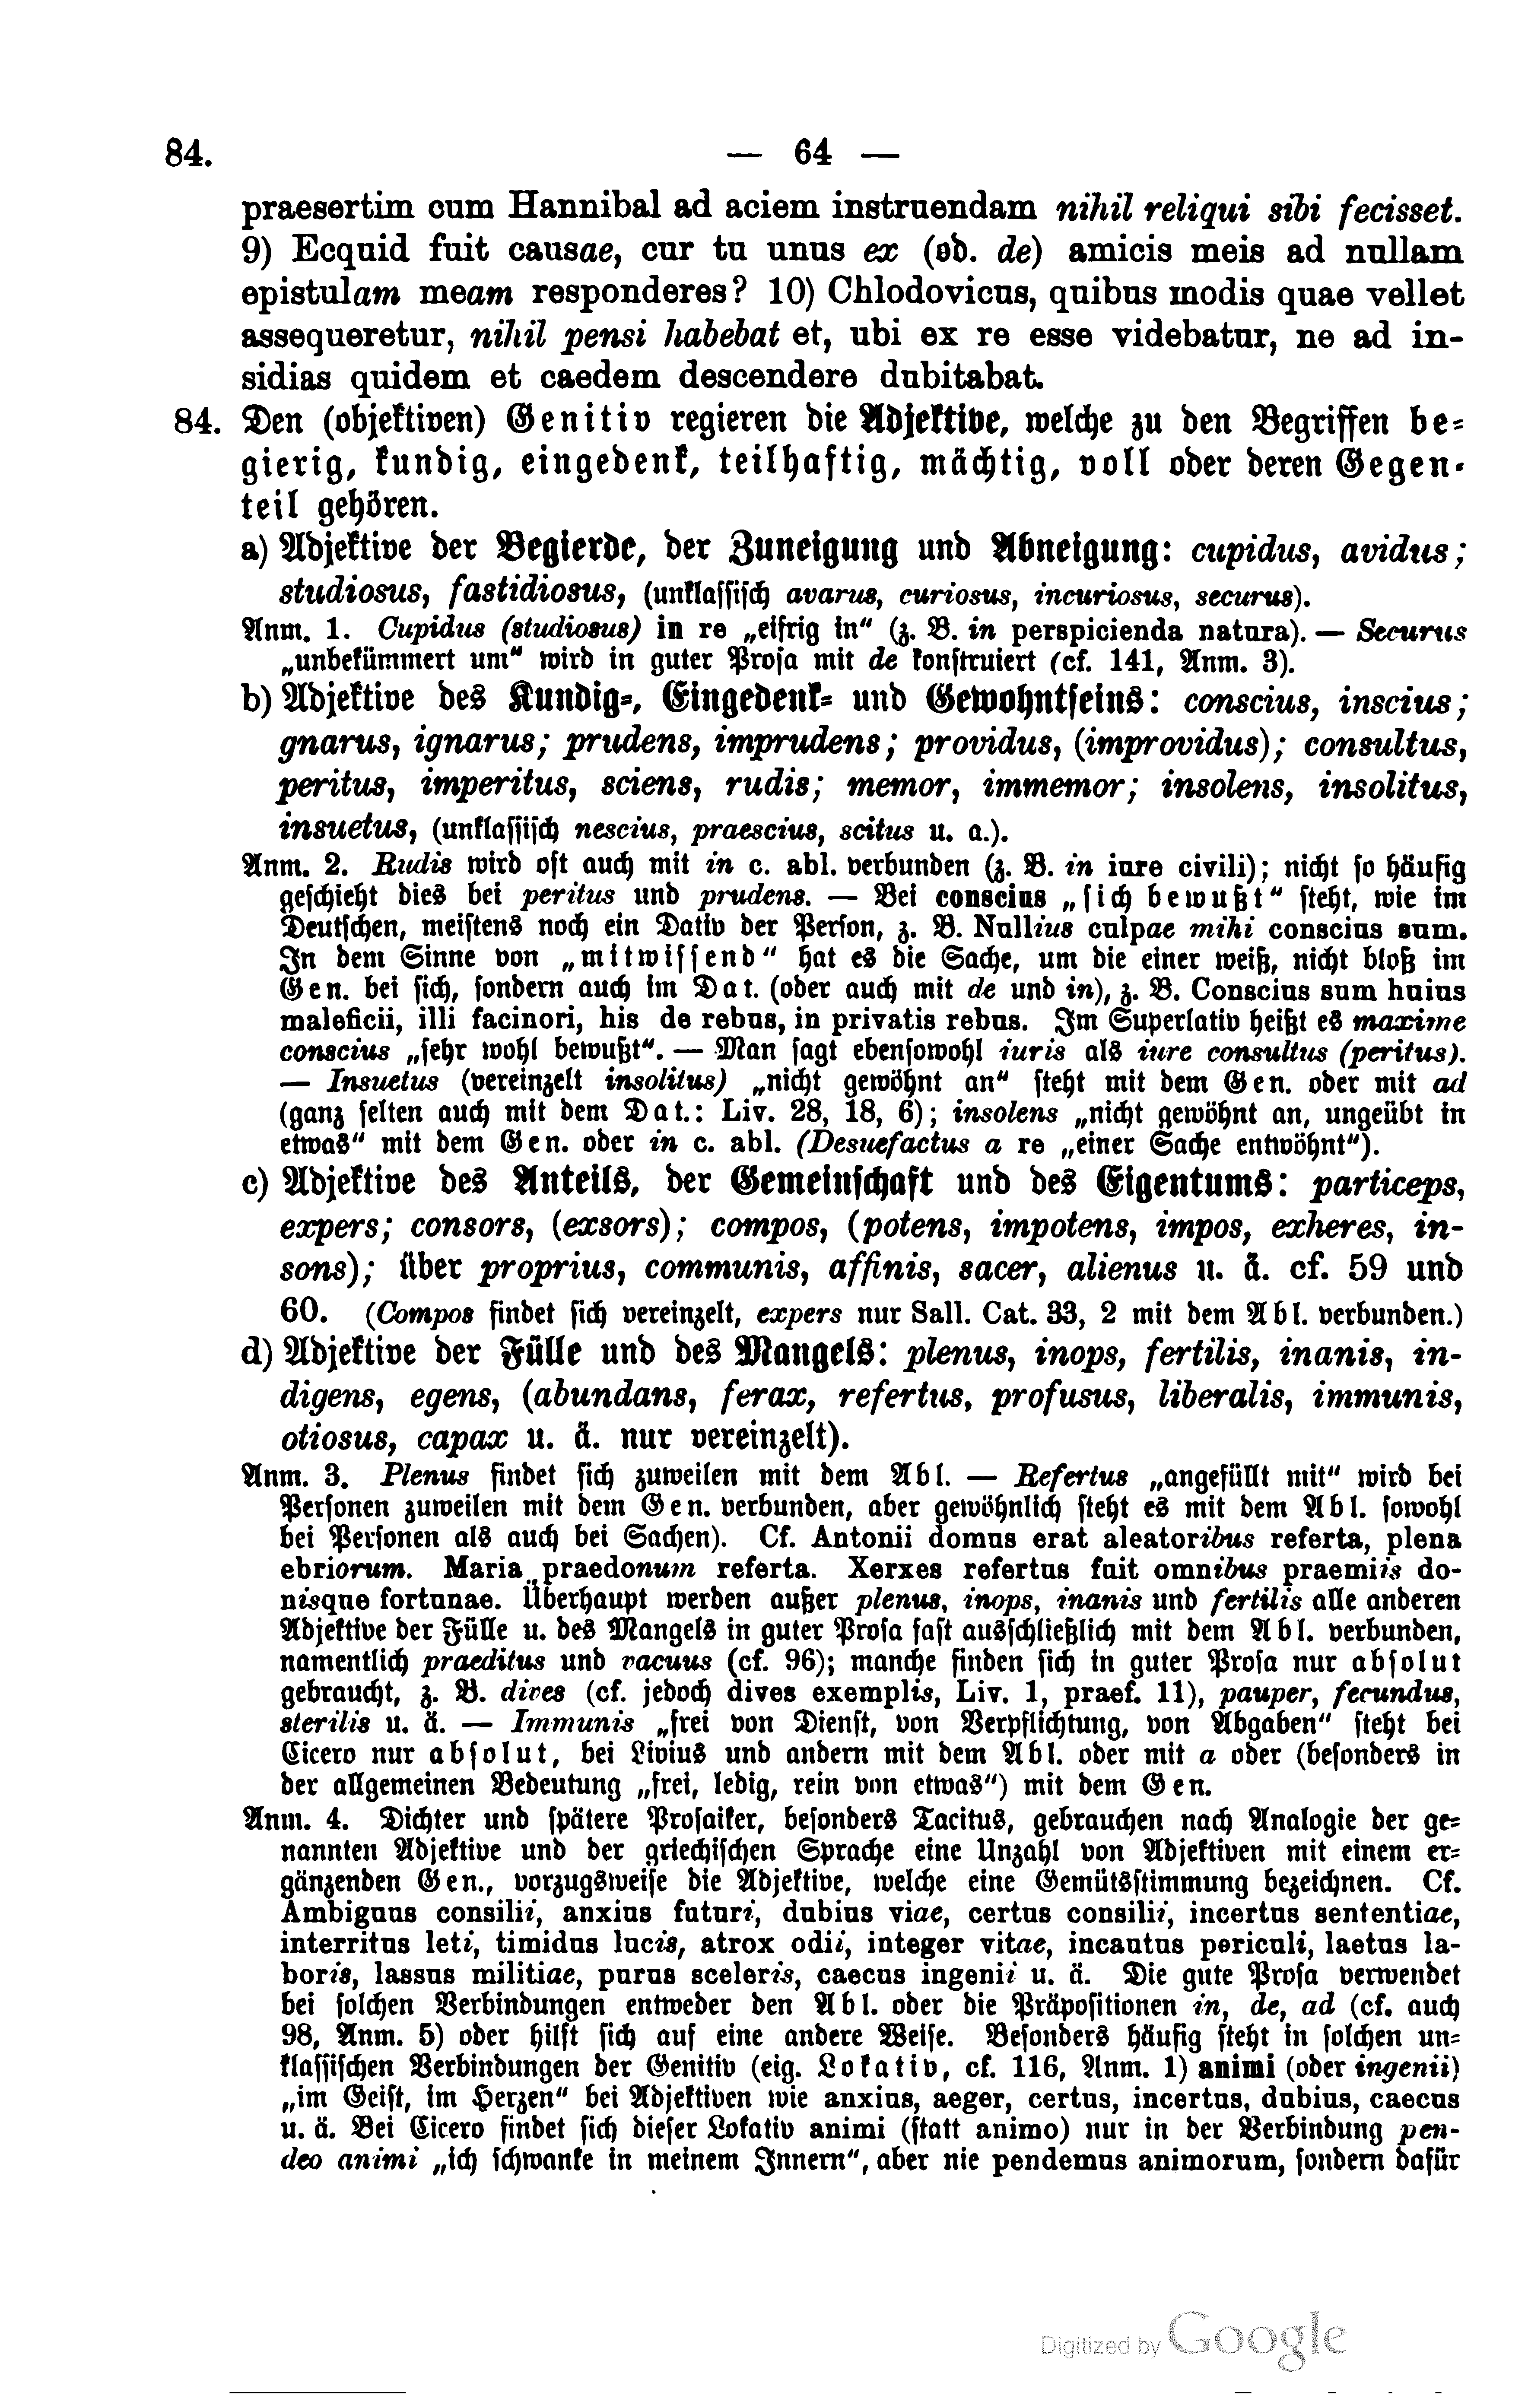 84. — 64 —
praesertim cum Hannibal ad aciem instruendam nihil reliqui sibi fecisset.
9) Ecquid fuit causae, cur tu unus ex (od. de) amicis meis ad nullam
epistulam meam responderes? 10) Chlodovicus, quibus modis quae vellet
assequeretur, nihil pensi habebat et, ubi ex re esse videbatur, ne ad in-
sidias quidem et caedem descendere dubitabat.
84. Den (objektiven) Genitiv regieren die Adjektive, welche zu den Begriffen be-
gierig, kundig, eingedenk, teilhaftig, mächtig, voll oder deren Gegen-
teil gehören.
a) Adjektive der Begierde, der Zuneigung und Abneigung: cupidus, avidus;
studiosus, fastidiosus, (unklassisch avarus, curiosus, incuriosus, securus).
Anm. 1. Cupidus (studiosus) in re „eifrig in“ (z. B. in perspicienda natura). — Securus
„unbekümmert um“ wird in guter Prosa mit de konstruiert (cf. 141, Anm. 3).
b) Adjektive des Kundig-, Eingedenk- und Gewohntseins: conscius, inscius;
gnarus, ignarus; prudens, imprudens; providus, (improvidus); consultus,
peritus, imperitus, sciens, rudis; memor, immemor; insolens, insolitus,
insuetus, (unklassisch nescius, praescius, scitus u. a.).
Anm. 2. Rudis wird oft auch mit in c. abl. verbunden (z. B. in iure civili); nicht so häufig
geschieht dies bei peritus und prudens. — Bei conscius „sich bewußt“ steht, wie im
Deutschen, meistens noch ein Dativ der Person, z. B. Nullius culpae mihi conscius sum.
In dem Sinne von „mitwissend“ hat es die Sache, um die einer weiß, nicht bloß im
Gen. bei sich, sondern auch im Dat. (oder auch mit de und in), z. B. Conscius sum huius
maleficii, illi facinori, his de rebus, in privatis rebus. Im Superlativ heißt es maxime
conscius „sehr wohl bewußt“. — Man sagt ebensowohl iuris als iure consultus (peritus).
— Insuetus (vereinzelt insolitus) „nicht gewöhnt an“ steht mit dem Gen. oder mit ad
(ganz selten auch mit dem Dat.: Liv. 28, 18, 6); insolens „nicht gewöhnt an, ungeübt in
etwas“ mit dem Gen. oder in c. abl. (Desuefactus a re „einer Sache entwöhnt“).
c) Adjektive des Anteils, der Gemeinschaft und des Eigentums: particeps,
expers; consors, (exsors); compos, (potens, impotens, impos, exheres, in-
sons); über proprius, communis, affinis, sacer, alienus u. ä. cf. 59 und
60. (Compos findet sich vereinzelt, expers nur Sall. Cat. 33, 2 mit dem Abl. verbunden.)
d) Adjektive der Fülle und des Mangels: plenus, inops, fertilis, inanis, in-
digens, egens, (abundans, ferax, refertus, profusus, liberalis, immunis,
otiosus, capax u. ä. nur vereinzelt).
Anm. 3. Plenus findet sich zuweilen mit dem Abl. — Refertus „angefüllt mit“ wird bei
Personen zuweilen mit dem Gen. verbunden, aber gewöhnlich steht es mit dem Abl. sowohl
bei Personen als auch bei Sachen). Cf. Antonii domus erat aleatoribus referta, plena
ebriorum. Maria praedonum referta. Xerxes refertus fuit omnibus praemiis do-
nisque fortunae. Überhaupt werden außer plenus, inops, inanis und fertilis alle anderen
Adjektive der Fülle u. des Mangels in guter Prosa fast ausschließlich mit dem Abl. verbunden,
namentlich praeditus und vacuus (cf. 96); manche finden sich in guter Prosa nur absolut
gebraucht, z. B. dives (cf. jedoch dives exemplis, Liv. 1, praef. 11), pauper, fecundus,
sterilis u. ä. — Immunis „frei von Dienst, von Verpflichtung, von Abgaben“ steht bei
Cicero nur absolut, bei Livius und andern mit dem Abl. oder mit a oder (besonders in
der allgemeinen Bedeutung „frei, ledig, rein von etwas“) mit dem Gen.
Anm. 4. Dichter und spätere Prosaiker, besonders Tacitus, gebrauchen nach Analogie der ge-
nannten Adjektive und der griechischen Sprache eine Unzahl von Adjektiven mit einem er-
gänzenden Gen., vorzugsweise die Adjektive, welche eine Gemütsstimmung bezeichnen. Cf.
Ambiguus consilii, anxius futuri, dubius viae, certus consilii, incertus sententiae,
interritus leti, timidus lucis, atrox odii, integer vitae, incautus periculi, laetus la-
boris, lassus militiae, purus sceleris, caecus ingenii u. ä. Die gute Prosa verwendet
bei solchen Verbindungen entweder den Abl. oder die Präpositionen in, de, ad (cf. auch
98, Anm. 5) oder hilft sich auf eine andere Weise. Besonders häufig steht in solchen un-
klassischen Verbindungen der Genitiv (eig. Lokativ, cf. 116, Anm. 1) animi (oder ingenii)
„im Geist, im Herzen“ bei Adjektiven wie anxius, aeger, certus, incertus, dubius, caecus
u. ä. Bei Cicero findet sich dieser Lokativ animi (statt animo) nur in der Verbindung pen-
deo animi „ich schwanke in meinem Innern“, aber nie pendemus animorum, sondern dafür
Digitized by Google